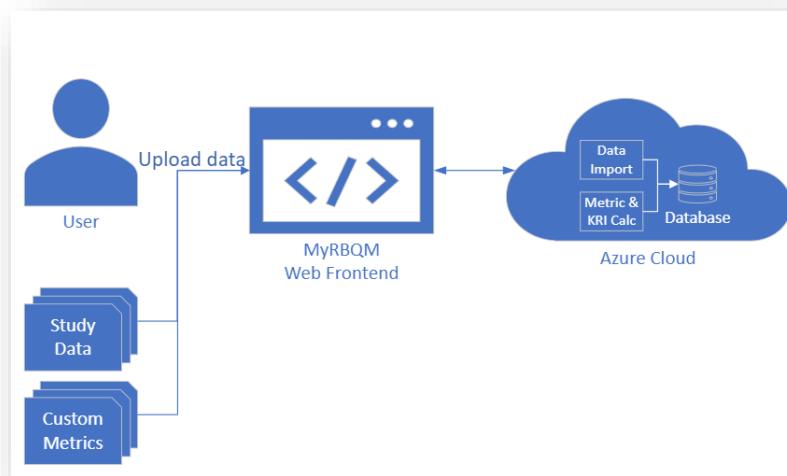 User
Upload data
</>
MyRBQM
Web Frontend
Data
Import
Metric &
KRI Calc
Database
Azure Cloud
Study
Data
Custom
Metrics